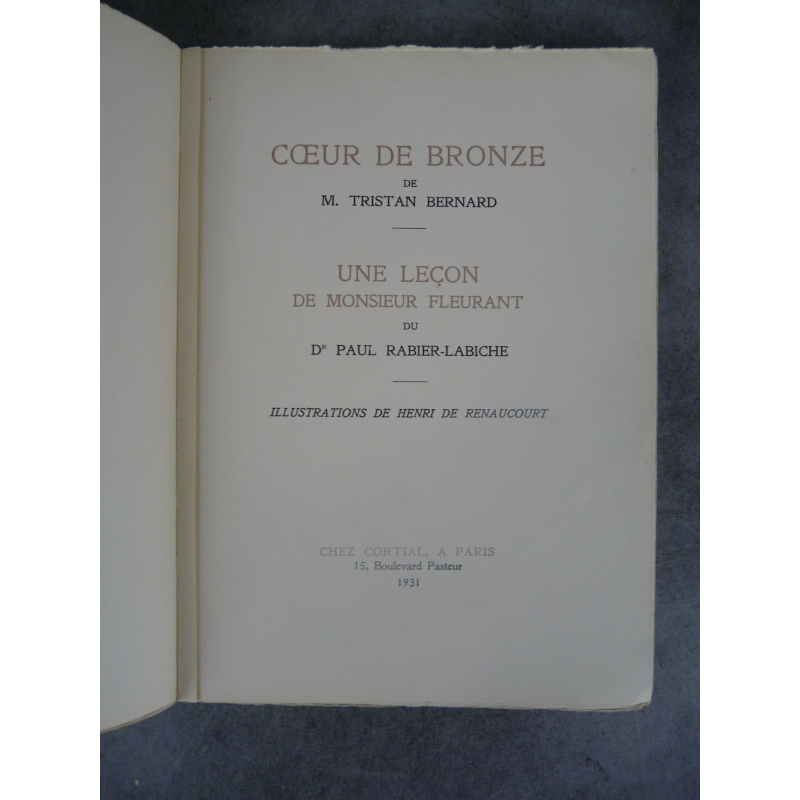 CŒUR DE BRONZE
DE
M. TRISTAN BERNARD
UNE LEÇON
DE MONSIEUR FLEURANT
DU
DR PAUL RABIER-LABICHE
ILLUSTRATIONS DE HENRI DE RENAUCOURT
CHEZ CORTIAL, A PARIS
15, Boulevard Pasteur
1931